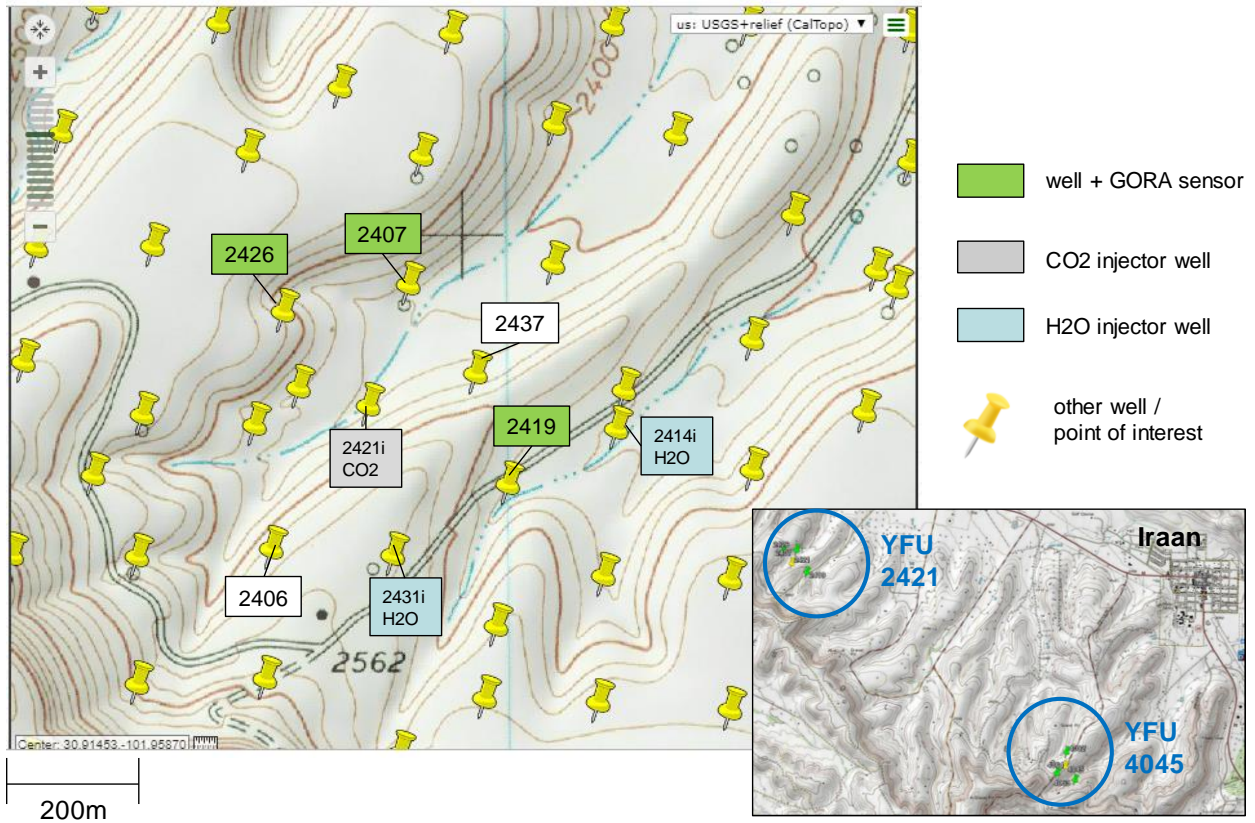 us: USGS+relief (CalTopo) ▼
2400
2407
2426
2437
2419
2421i
CO2
2414i
H2O
2406
2431i
H2O
2562
Center: 30.91453,-101.95870
200m
well + GORA sensor
CO2 injector well
H2O injector well
other well /
point of interest
Iraan
YFU
2421
YFU
4045